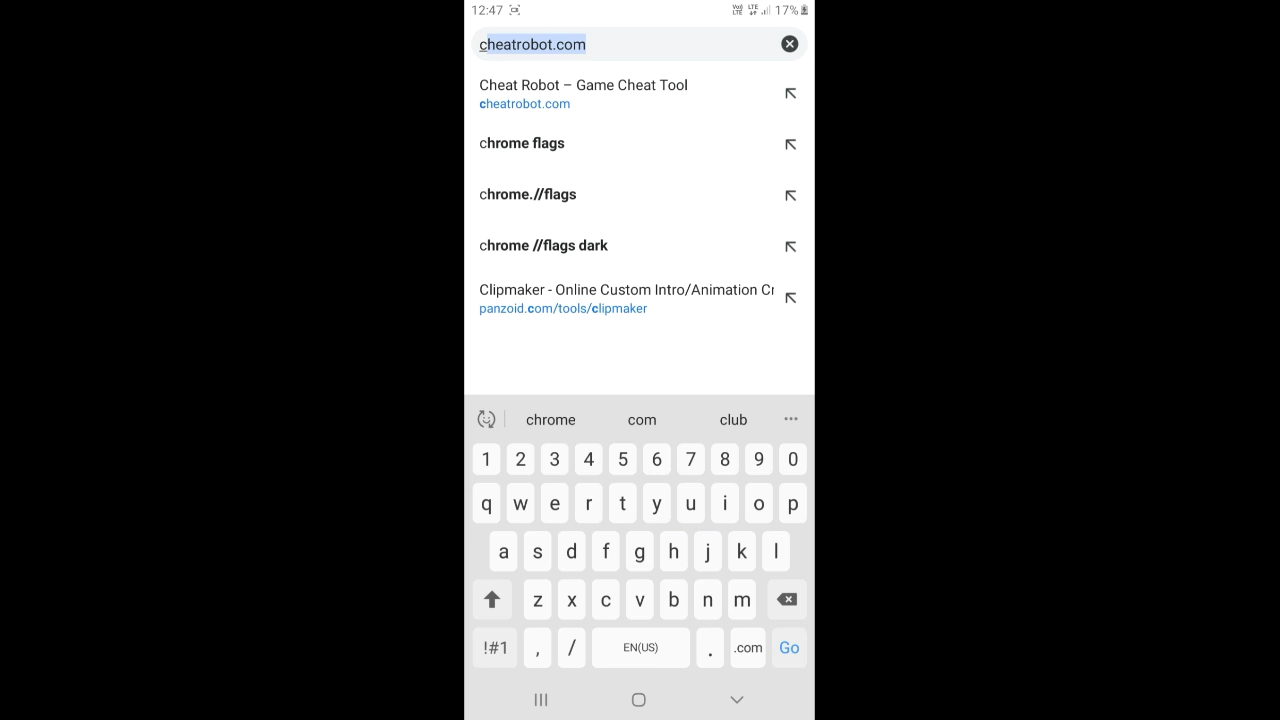 12:47 17%
cheatrobot.com
Cheat Robot – Game Cheat Tool
cheatrobot.com
chrome flags
chrome.//flags
chrome //flags dark
Clipmaker - Online Custom Intro/Animation Cr
panzoid.com/tools/clipmaker
chrome com club
1 2 3 4 5 6 7 8 9 0
q w e r t y u i o p
a s d f g h j k l
z x c v b n m
!#1 , / EN(US) . .com Go